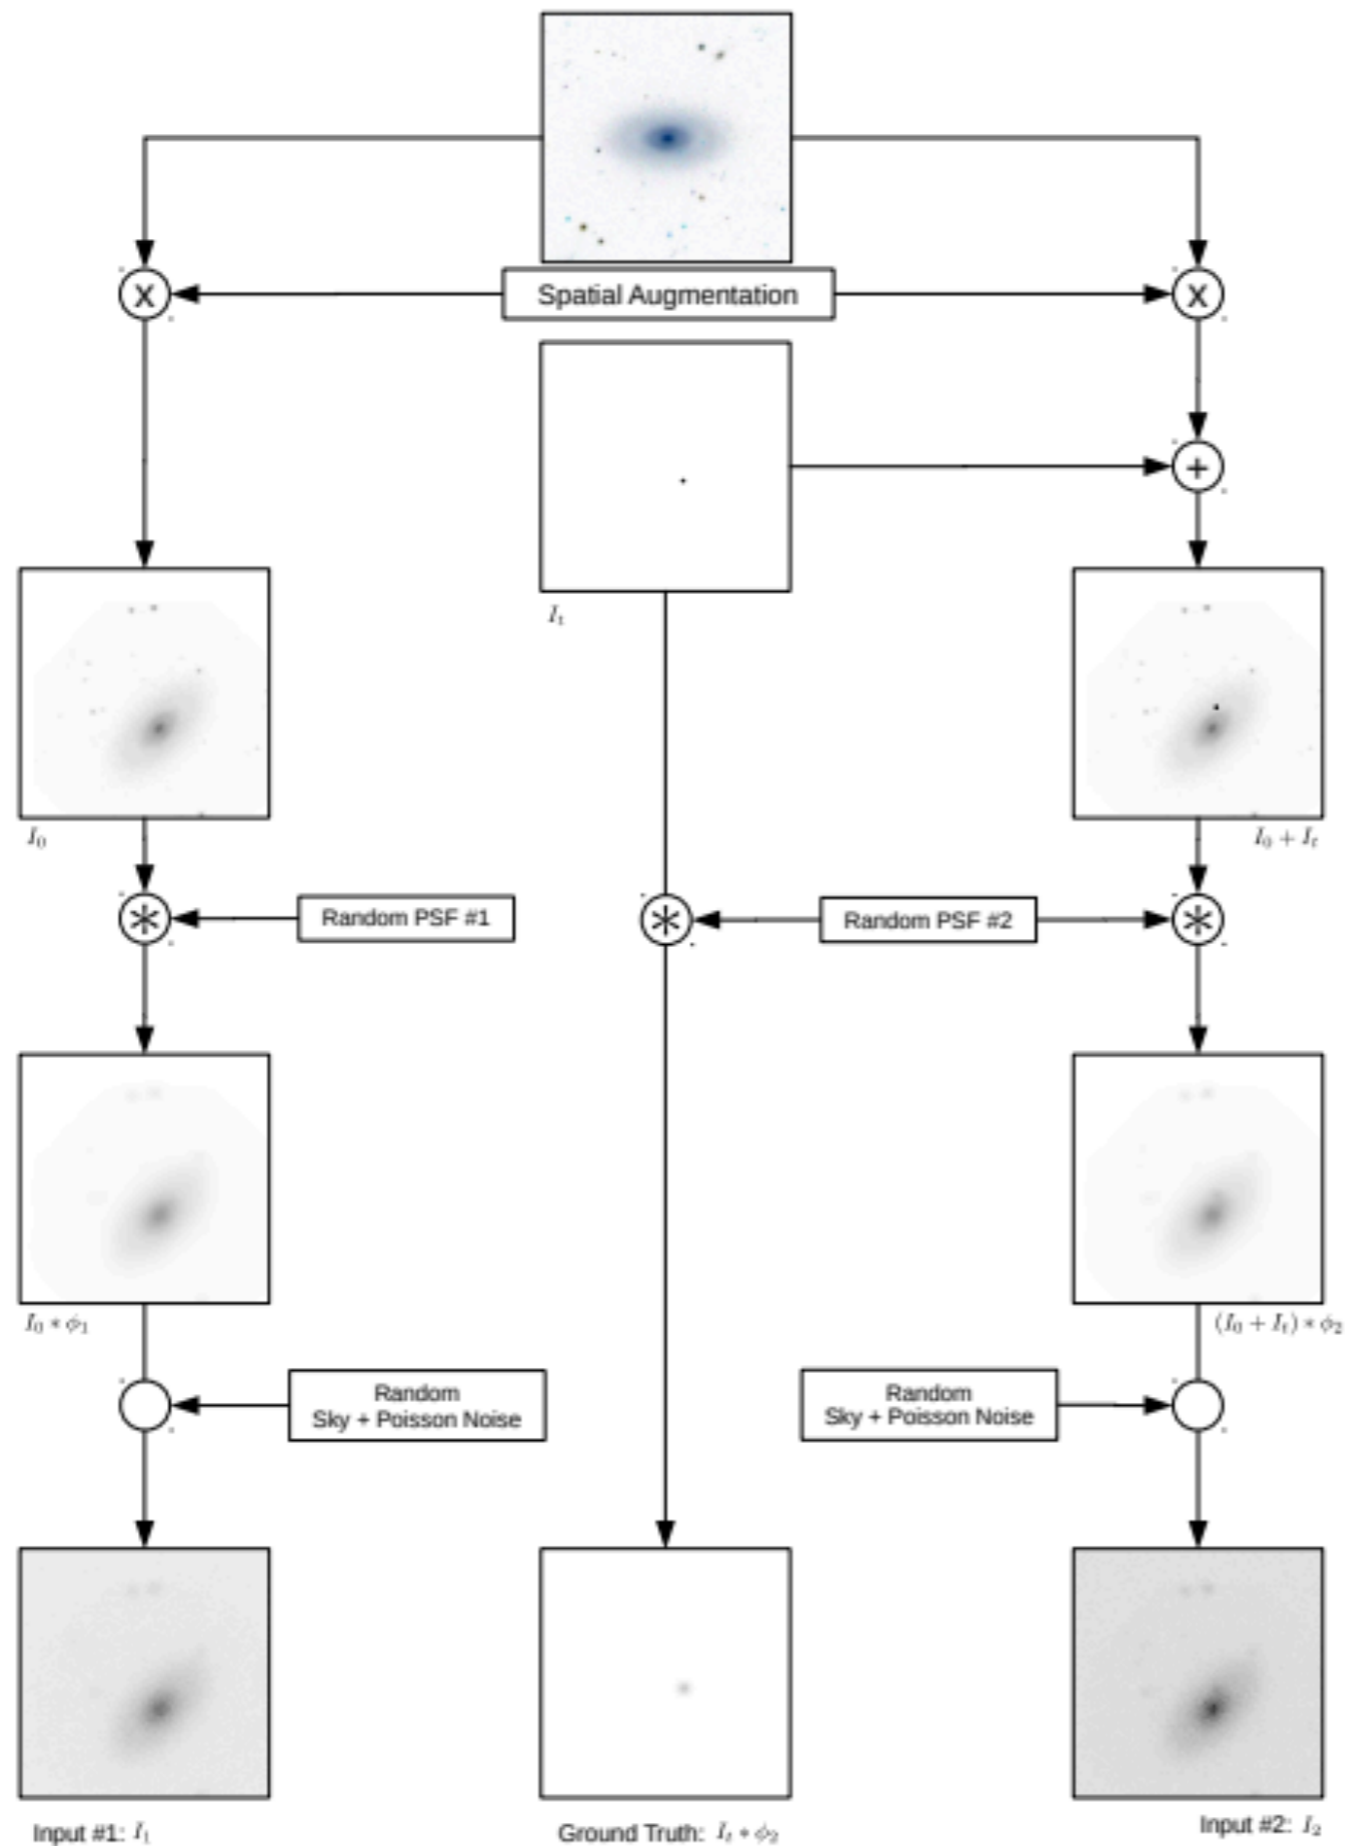 x
Spatial Augmentation
x
+
I_t
I_0
I_0 + I_t
*
Random PSF #1
*
Random PSF #2
*
I_0 * ϕ_1
(I_0 + I_t) * ϕ_2
Random
Sky + Poisson Noise
Random
Sky + Poisson Noise
Input #1: I_1
Ground Truth: I_t * ϕ_2
Input #2: I_2